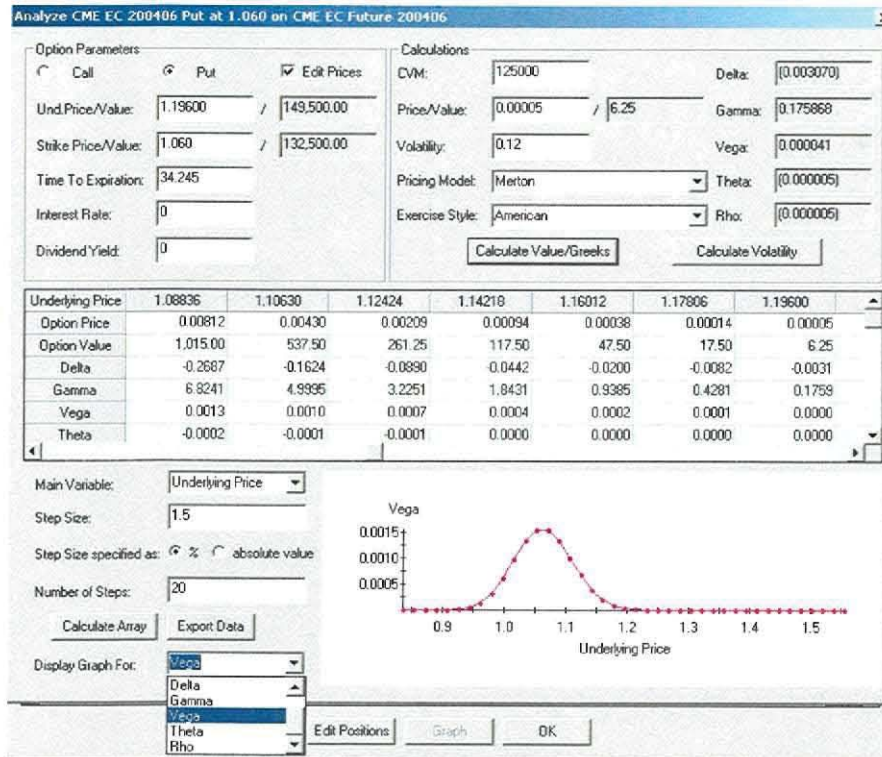 Analyze CME EC 200406 Put at 1.060 on CME EC Future 200406
Option Parameters
Call Put Edit Prices
Und.Price/Value: 1.19600 / 149,500.00
Strike Price/Value: 1.060 / 132,500.00
Time To Expiration: 34.245
Interest Rate: 0
Dividend Yield: 0
Calculations
CVM: 125000 Delta: (0.003070)
Price/Value: 0.00005 / 6.25 Gamma: 0.175868
Volatility: 0.12 Vega: 0.000041
Pricing Model: Merton Theta: (0.000005)
Exercise Style: American Rho: (0.000005)
Calculate Value/Greeks Calculate Volatility
Underlying Price 1.08836 1.10630 1.12424 1.14218 1.16012 1.17806 1.19600
Option Price 0.00812 0.00430 0.00209 0.00094 0.00038 0.00014 0.00005
Option Value 1,015.00 537.50 261.25 117.50 47.50 17.50 6.25
Delta -0.2687 -0.1624 -0.0890 -0.0442 -0.0200 -0.0082 -0.0031
Gamma 6.8241 4.9995 3.2251 1.8431 0.9385 0.4281 0.1759
Vega 0.0013 0.0010 0.0007 0.0004 0.0002 0.0001 0.0000
Theta -0.0002 -0.0001 -0.0001 0.0000 0.0000 0.0000 0.0000
Main Variable: Underlying Price
Step Size: 1.5
Step Size specified as: % absolute value
Number of Steps: 20
Calculate Array Export Data
Display Graph For: Vega
Delta
Gamma
Vega
Theta
Rho
Vega
0.0015
0.0010
0.0005
0.9 1.0 1.1 1.2 1.3 1.4 1.5
Underlying Price
Edit Positions Graph OK